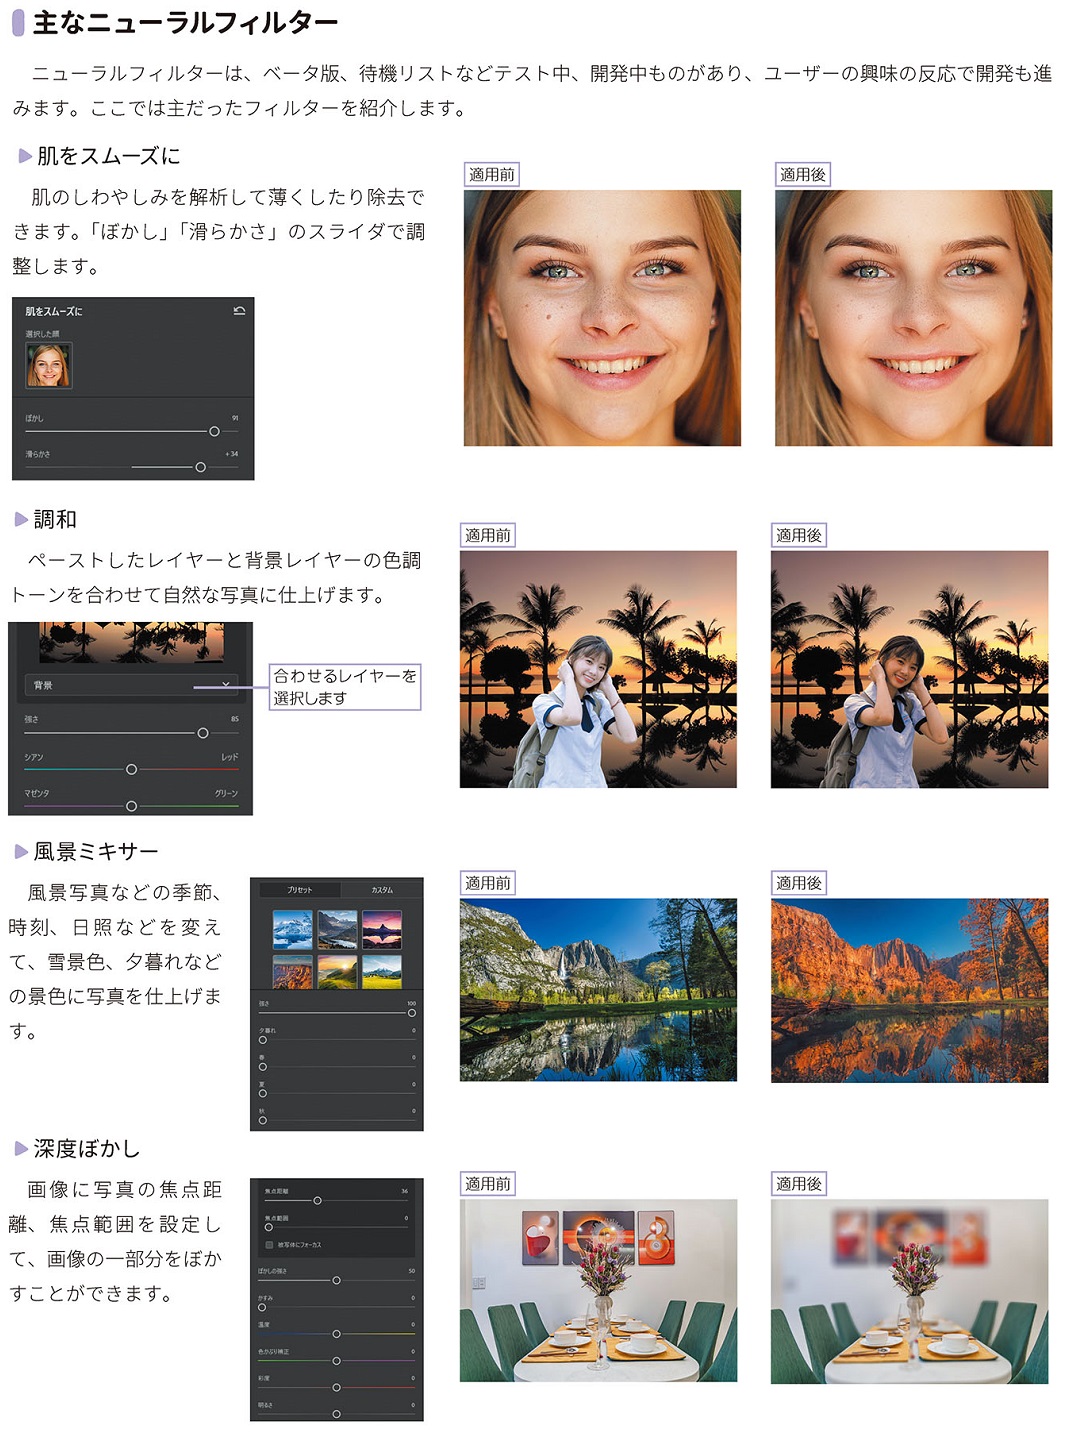 主なニューラルフィルター
ニューラルフィルターは、ベータ版、待機リストなどテスト中、開発中ものがあり、ユーザーの興味の反応で開発も進
みます。ここでは主だったフィルターを紹介します。
肌をスムーズに
肌のしわやしみを解析して薄くしたり除去で
きます。「ぼかし」「滑らかさ」のスライダで調
整します。
肌をスムーズに
選択した顔
ぼかし 91
滑らかさ +34
適用前
適用後
調和
ペーストしたレイヤーと背景レイヤーの色調
トーンを合わせて自然な写真に仕上げます。
背景
強さ 85
シアン レッド
マゼンタ グリーン
合わせるレイヤーを
選択します
適用前
適用後
風景ミキサー
風景写真などの季節、
時刻、日照などを変え
て、雪景色、夕暮れなど
の景色に写真を仕上げま
す。
プリセット カスタム
強さ 100
夕暮れ 0
春 0
夏 0
秋 0
適用前
適用後
深度ぼかし
画像に写真の焦点距
離、焦点範囲を設定し
て、画像の一部分をぼか
すことができます。
焦点距離 36
焦点範囲 0
被写体にフォーカス
ぼかしの強さ 50
かすみ 0
温度 0
色かぶり補正 0
彩度 0
明るさ 0
適用前
適用後